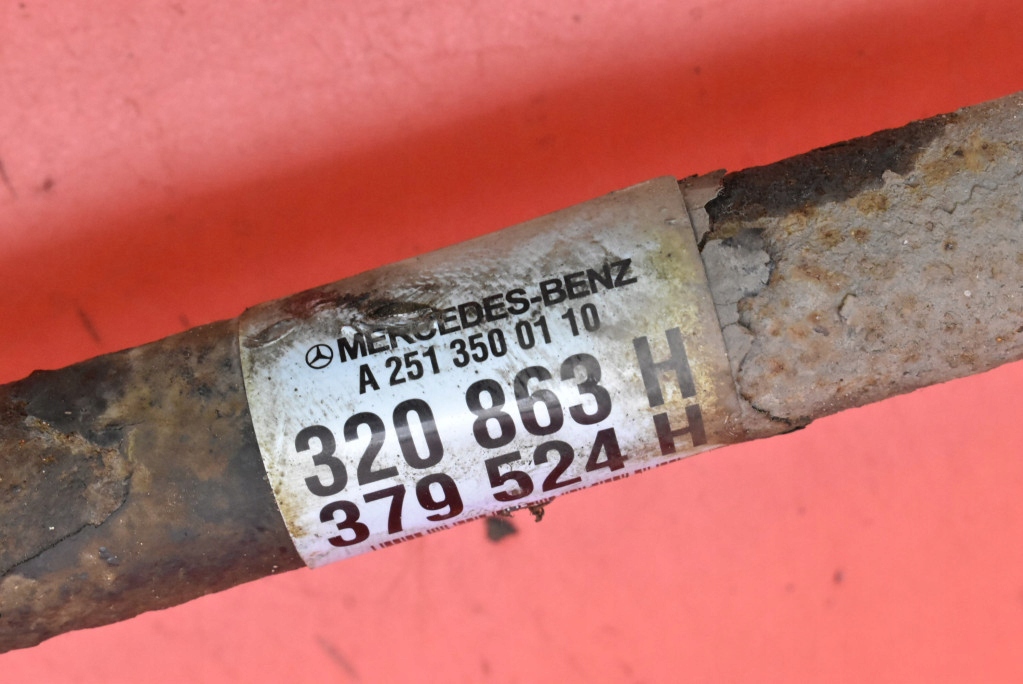 MERCEDES-BENZ
A 251 350 01 10
320 863 H
379 524 H